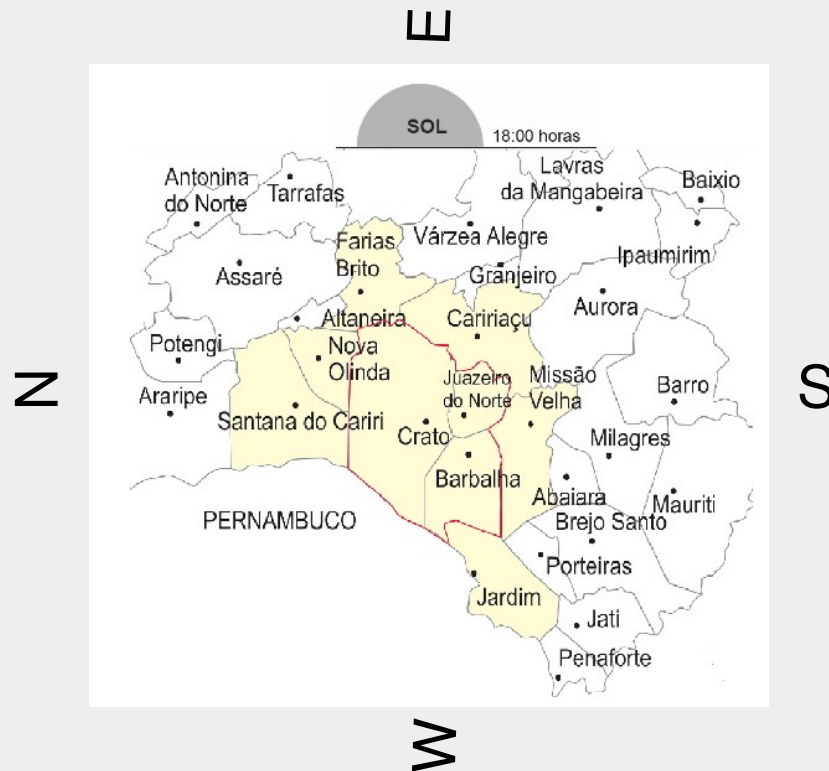 E
SOL
18:00 horas
Antonina
do Norte
Tarrafas
Lavras
da Mangabeira
Baixio
Farias
Brito
Várzea Alegre
Ipaumirim
Assaré
Granjeiro
Aurora
Altaneira
Caririaçu
Potengi
Nova
Olinda
Juazeiro
do Norte
Missão
Velha
Barro
N
S
Araripe
Santana do Cariri
Crato
Milagres
Barbalha
Abaiara
Mauriti
PERNAMBUCO
Brejo Santo
Porteiras
Jardim
Jati
Penaforte
W